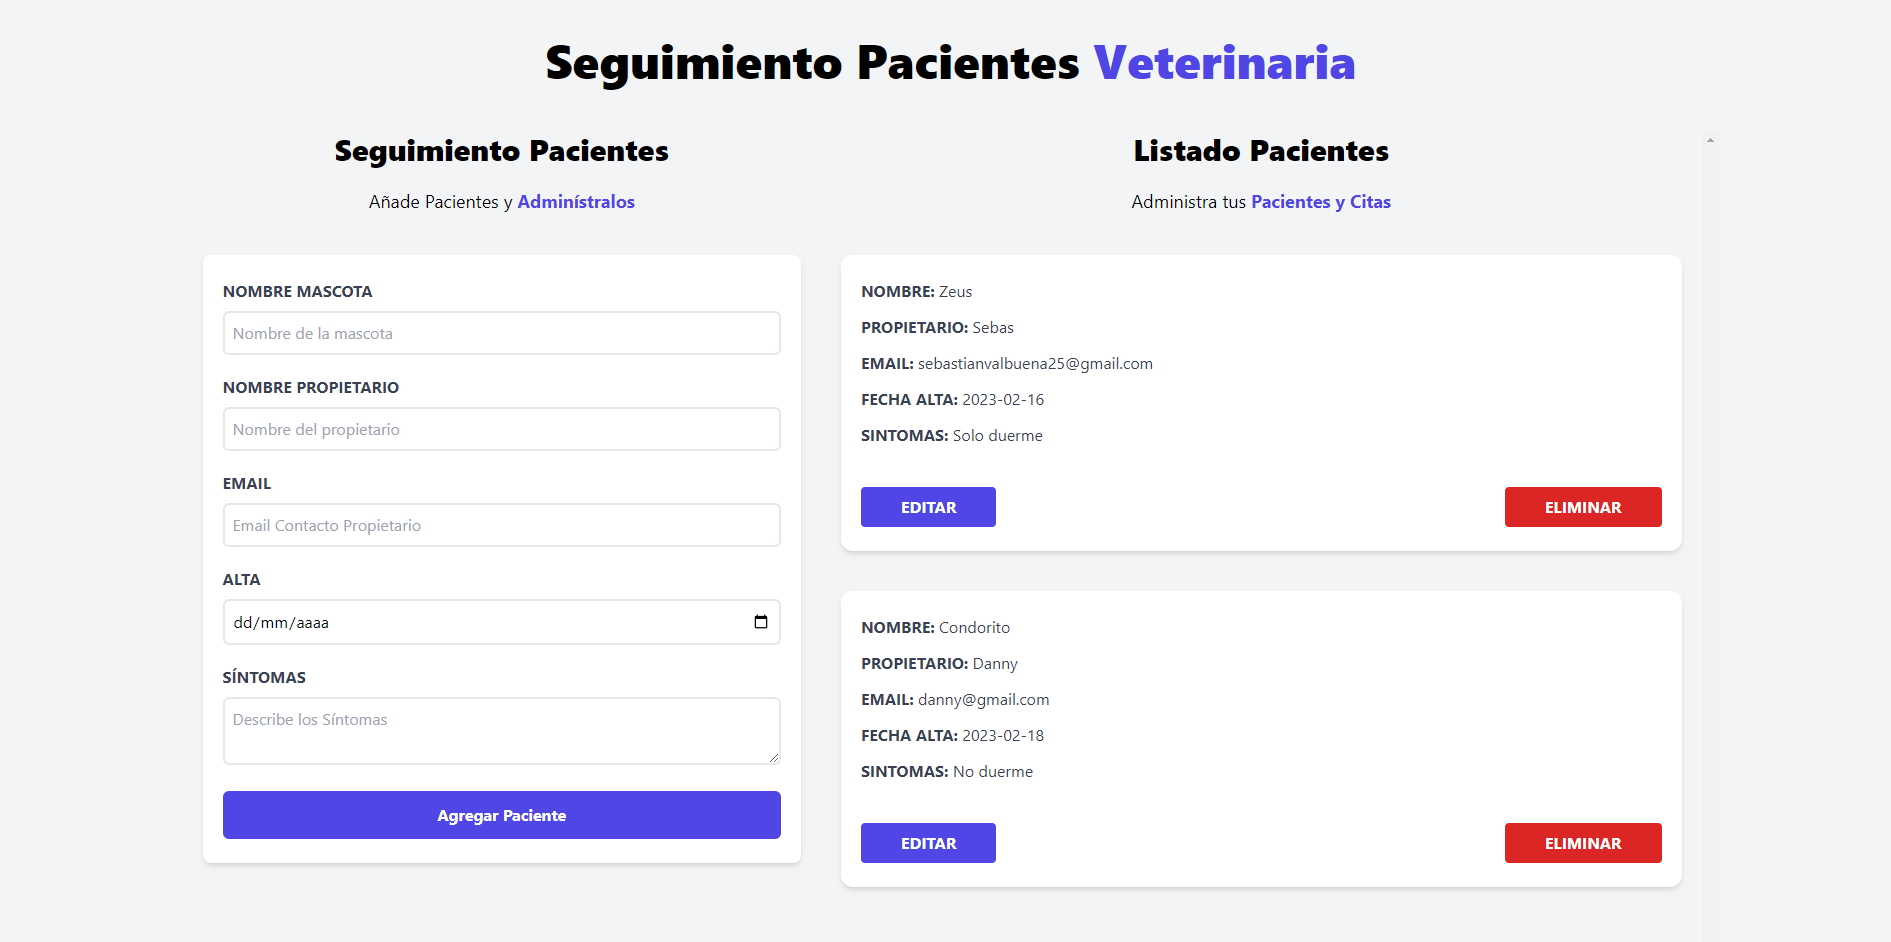 Seguimiento Pacientes Veterinaria
Seguimiento Pacientes
Añade Pacientes y Adminístralos
NOMBRE MASCOTA
Nombre de la mascota
NOMBRE PROPIETARIO
Nombre del propietario
EMAIL
Email Contacto Propietario
ALTA
dd/mm/aaaa
SÍNTOMAS
Describe los Síntomas
Agregar Paciente
Listado Pacientes
Administra tus Pacientes y Citas
NOMBRE: Zeus
PROPIETARIO: Sebas
EMAIL: sebastianvalbuena25@gmail.com
FECHA ALTA: 2023-02-16
SINTOMAS: Solo duerme
EDITAR ELIMINAR
NOMBRE: Condorito
PROPIETARIO: Danny
EMAIL: danny@gmail.com
FECHA ALTA: 2023-02-18
SINTOMAS: No duerme
EDITAR ELIMINAR